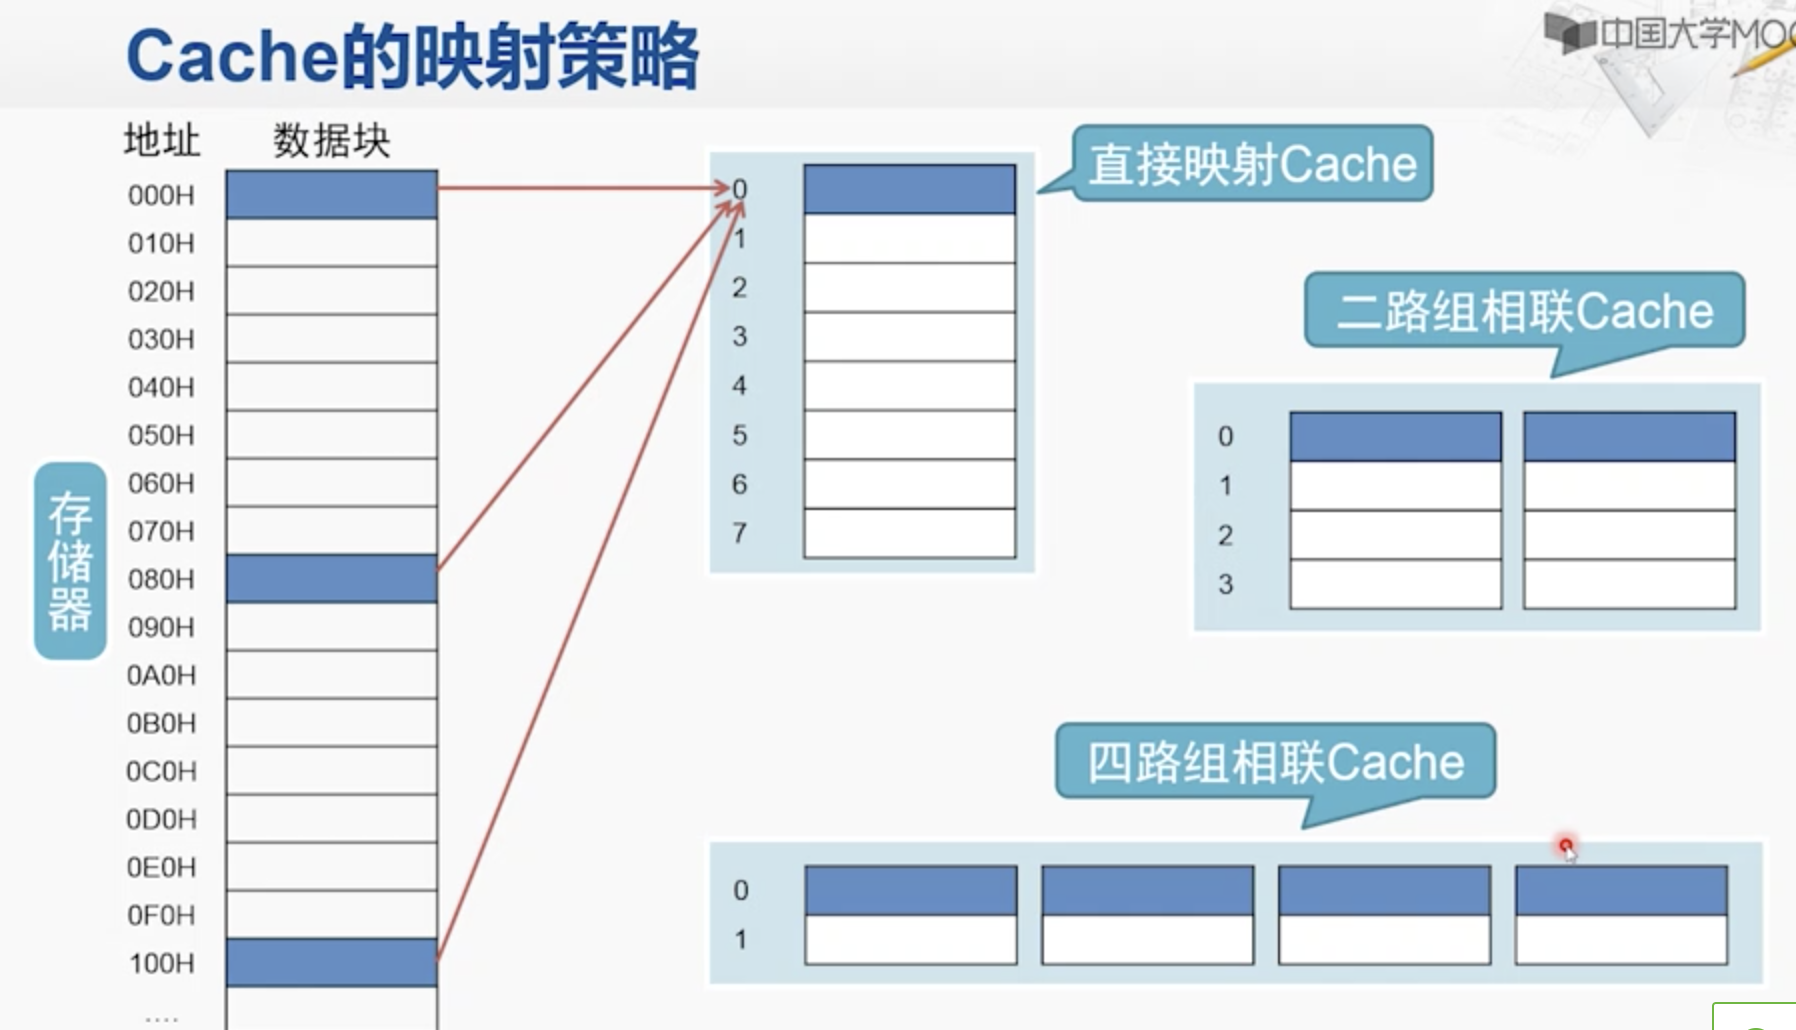 Cache的映射策略
中国大学MOO
地址
数据块
000H
010H
020H
030H
040H
050H
060H
070H
080H
090H
0A0H
0B0H
0C0H
0D0H
0E0H
0F0H
100H
....
存储器
直接映射Cache
0
1
2
3
4
5
6
7
二路组相联Cache
0
1
2
3
四路组相联Cache
0
1